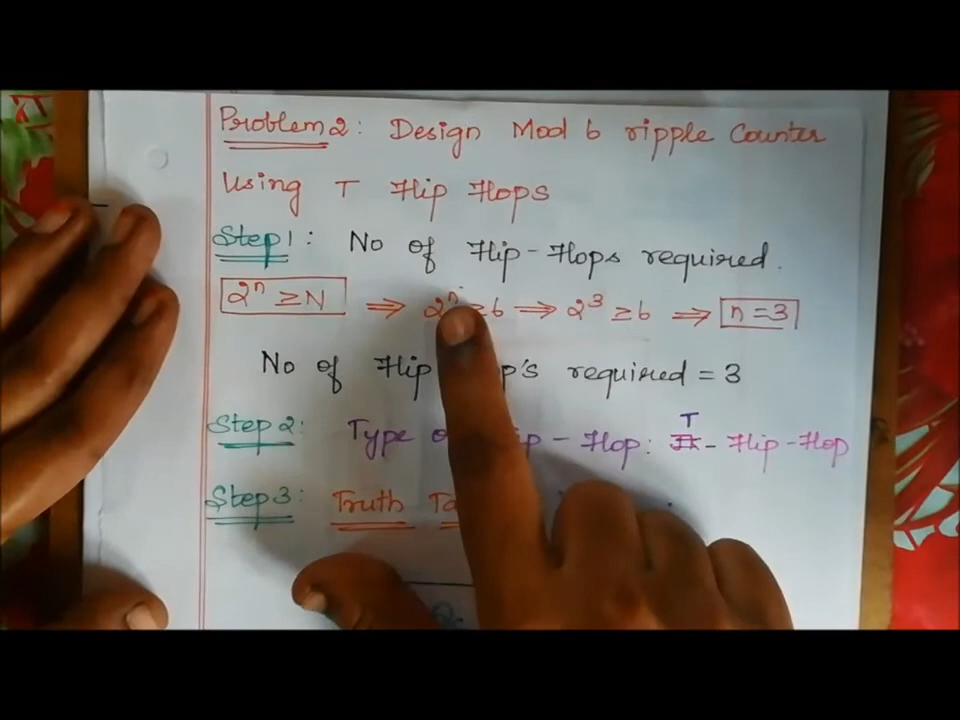 Problem 2: Design Mod 6 ripple Counter
Using T Flip Flops
Step 1: No of Flip-Flops required.
2ⁿ ≥ N ⇒ 2ⁿ ≥ 6 ⇒ 2³ ≥ 6 ⇒ n = 3
No of Flip required = 3
T
Step 2: Type - Flop: - Flip-Flop
Step 3: Truth